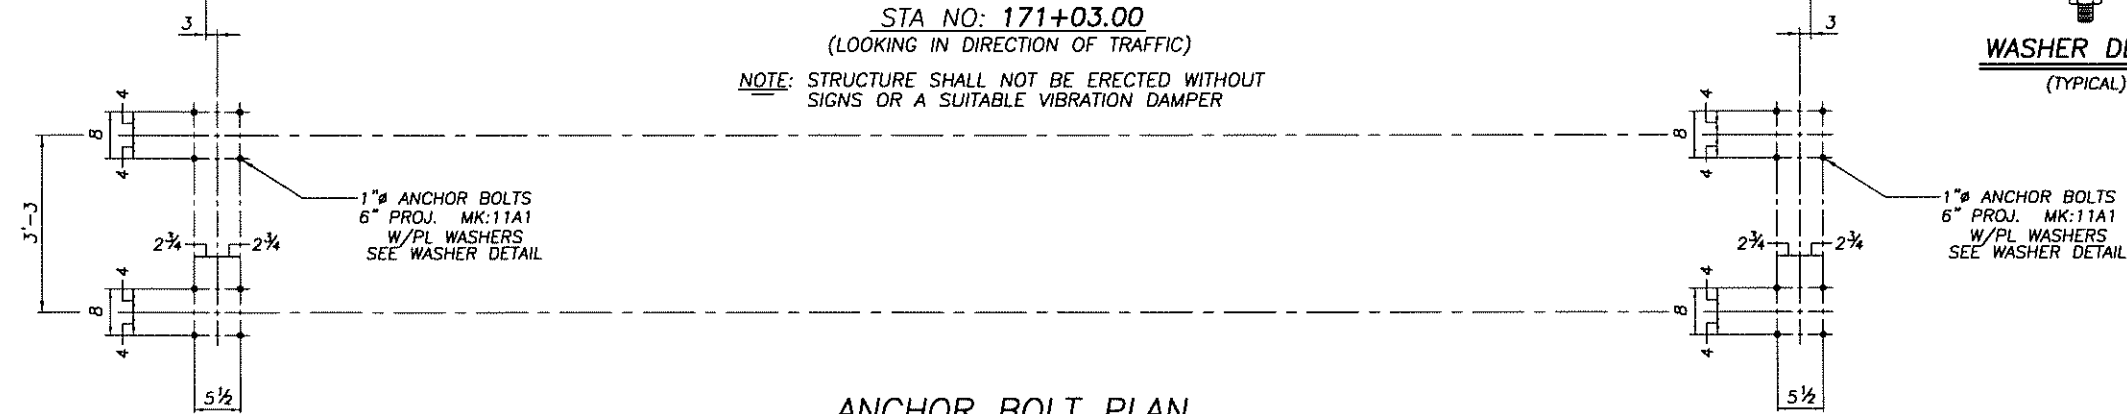 STA NO: 171+03.00
(LOOKING IN DIRECTION OF TRAFFIC)
NOTE: STRUCTURE SHALL NOT BE ERECTED WITHOUT
SIGNS OR A SUITABLE VIBRATION DAMPER
3
3
WASHER DE
(TYPICAL)
4
8
4
3'-3
1"ø ANCHOR BOLTS
6" PROJ. MK:11A1
W/PL WASHERS
SEE WASHER DETAIL
2¾
2¾
4
8
4
5½
4
8
4
1"ø ANCHOR BOLTS
6" PROJ. MK:11A1
W/PL WASHERS
SEE WASHER DETAIL
2¾
2¾
4
8
4
5½
ANCHOR BOLT PLAN